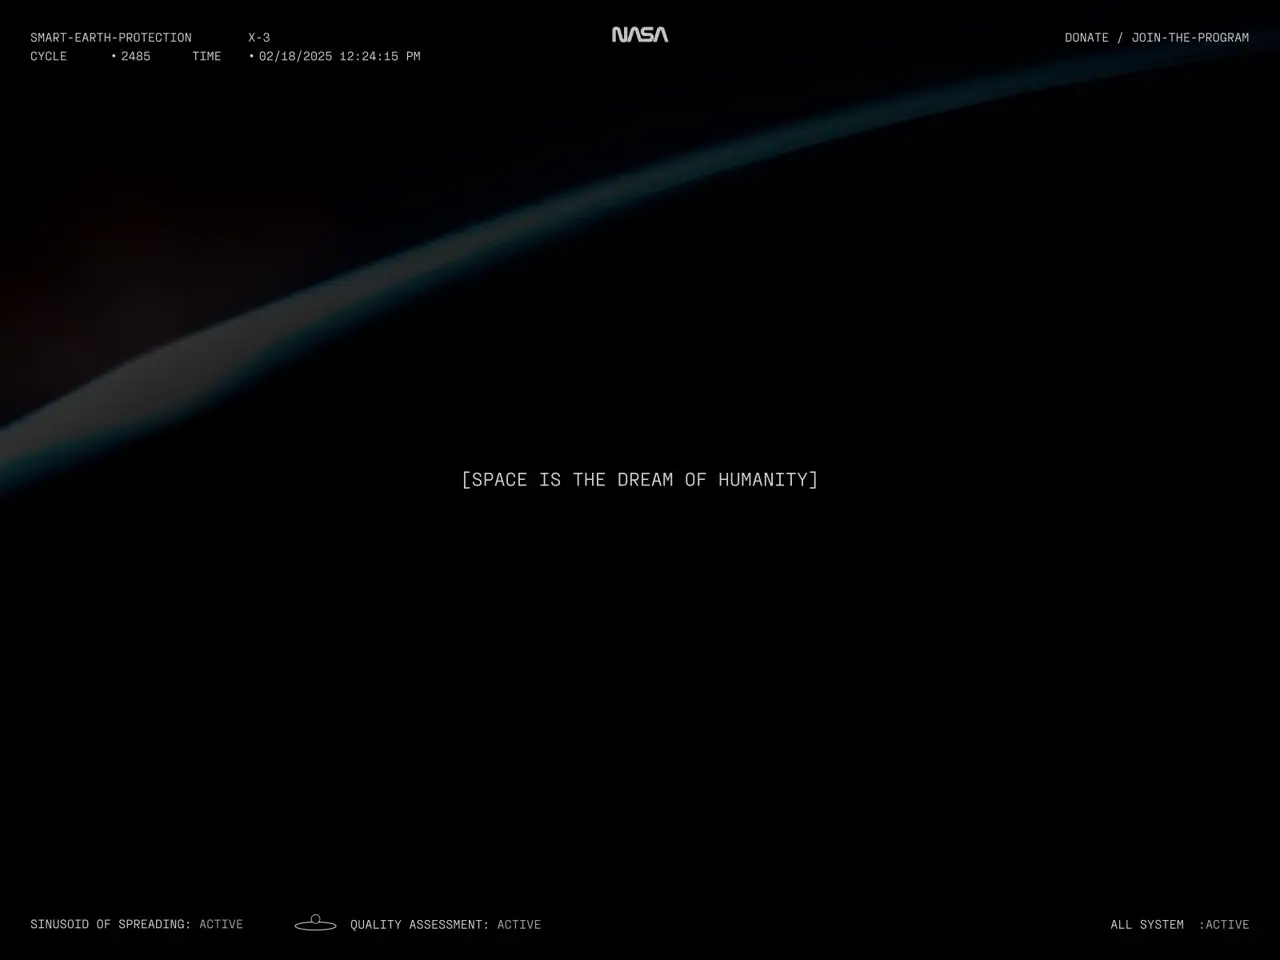 SMART-EARTH-PROTECTION X-3
CYCLE • 2485 TIME • 02/18/2025 12:24:15 PM
NASA
DONATE / JOIN-THE-PROGRAM
[SPACE IS THE DREAM OF HUMANITY]
SINUSOID OF SPREADING: ACTIVE
QUALITY ASSESSMENT: ACTIVE
ALL SYSTEM :ACTIVE